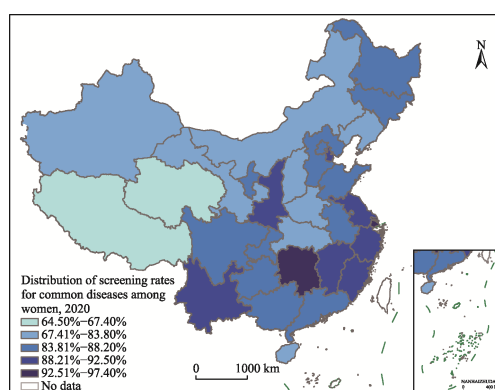 N
Distribution of screening rates
for common diseases among
women, 2020
64.50%–67.40%
67.41%–83.80%
83.81%–88.20%
88.21%–92.50%
92.51%–97.40%
No data
0 1000 km